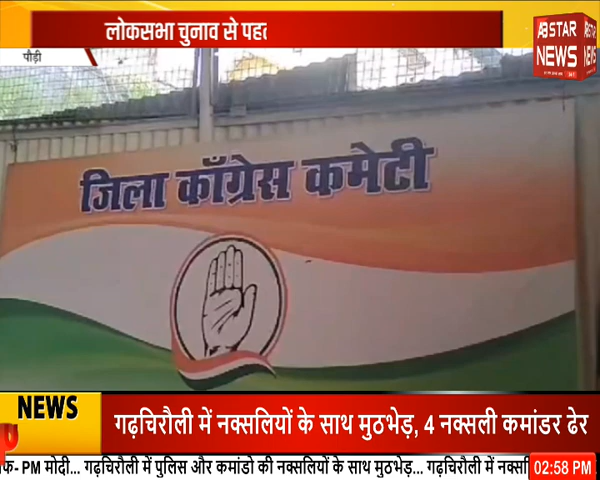 लोकसभा चुनाव से पहल
ABSTAR
NEWS
पौड़ी
जिला काँग्रेस कमेटी
NEWS
गढ़चिरौली में नक्सलियों के साथ मुठभेड़, 4 नक्सली कमांडर ढेर
PM मोदी... गढ़चिरौली में पुलिस और कमांडो की नक्सलियों के साथ मुठभेड़... गढ़चिरौली में नक्सलि
02:58 PM